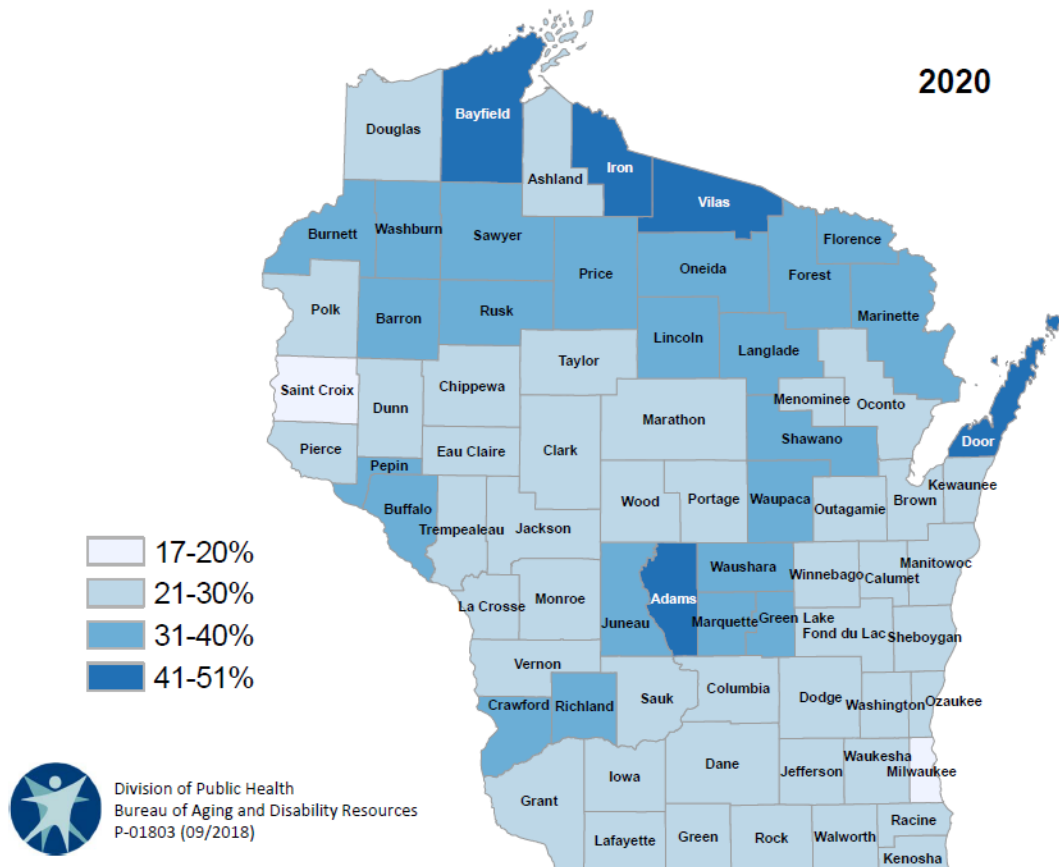 2020
Bayfield
Douglas
Iron
Ashland
Vilas
Burnett
Washburn
Sawyer
Florence
Price
Oneida
Forest
Polk
Barron
Rusk
Marinette
Lincoln
Langlade
Taylor
Saint Croix
Chippewa
Menominee
Oconto
Dunn
Marathon
Shawano
Door
Pierce
Eau Claire
Clark
Pepin
Kewaunee
Buffalo
Wood
Portage
Waupaca
Brown
Outagamie
Trempealeau
Jackson
17-20%
21-30%
31-40%
41-51%
Waushara
Winnebago
Manitowoc
Calumet
La Crosse
Monroe
Adams
Juneau
Marquette
Green Lake
Fond du Lac
Sheboygan
Vernon
Columbia
Sauk
Dodge
Washington
Ozaukee
Crawford
Richland
Waukesha
Milwaukee
Dane
Jefferson
Iowa
Grant
Racine
Lafayette
Green
Rock
Walworth
Kenosha
Division of Public Health
Bureau of Aging and Disability Resources
P-01803 (09/2018)